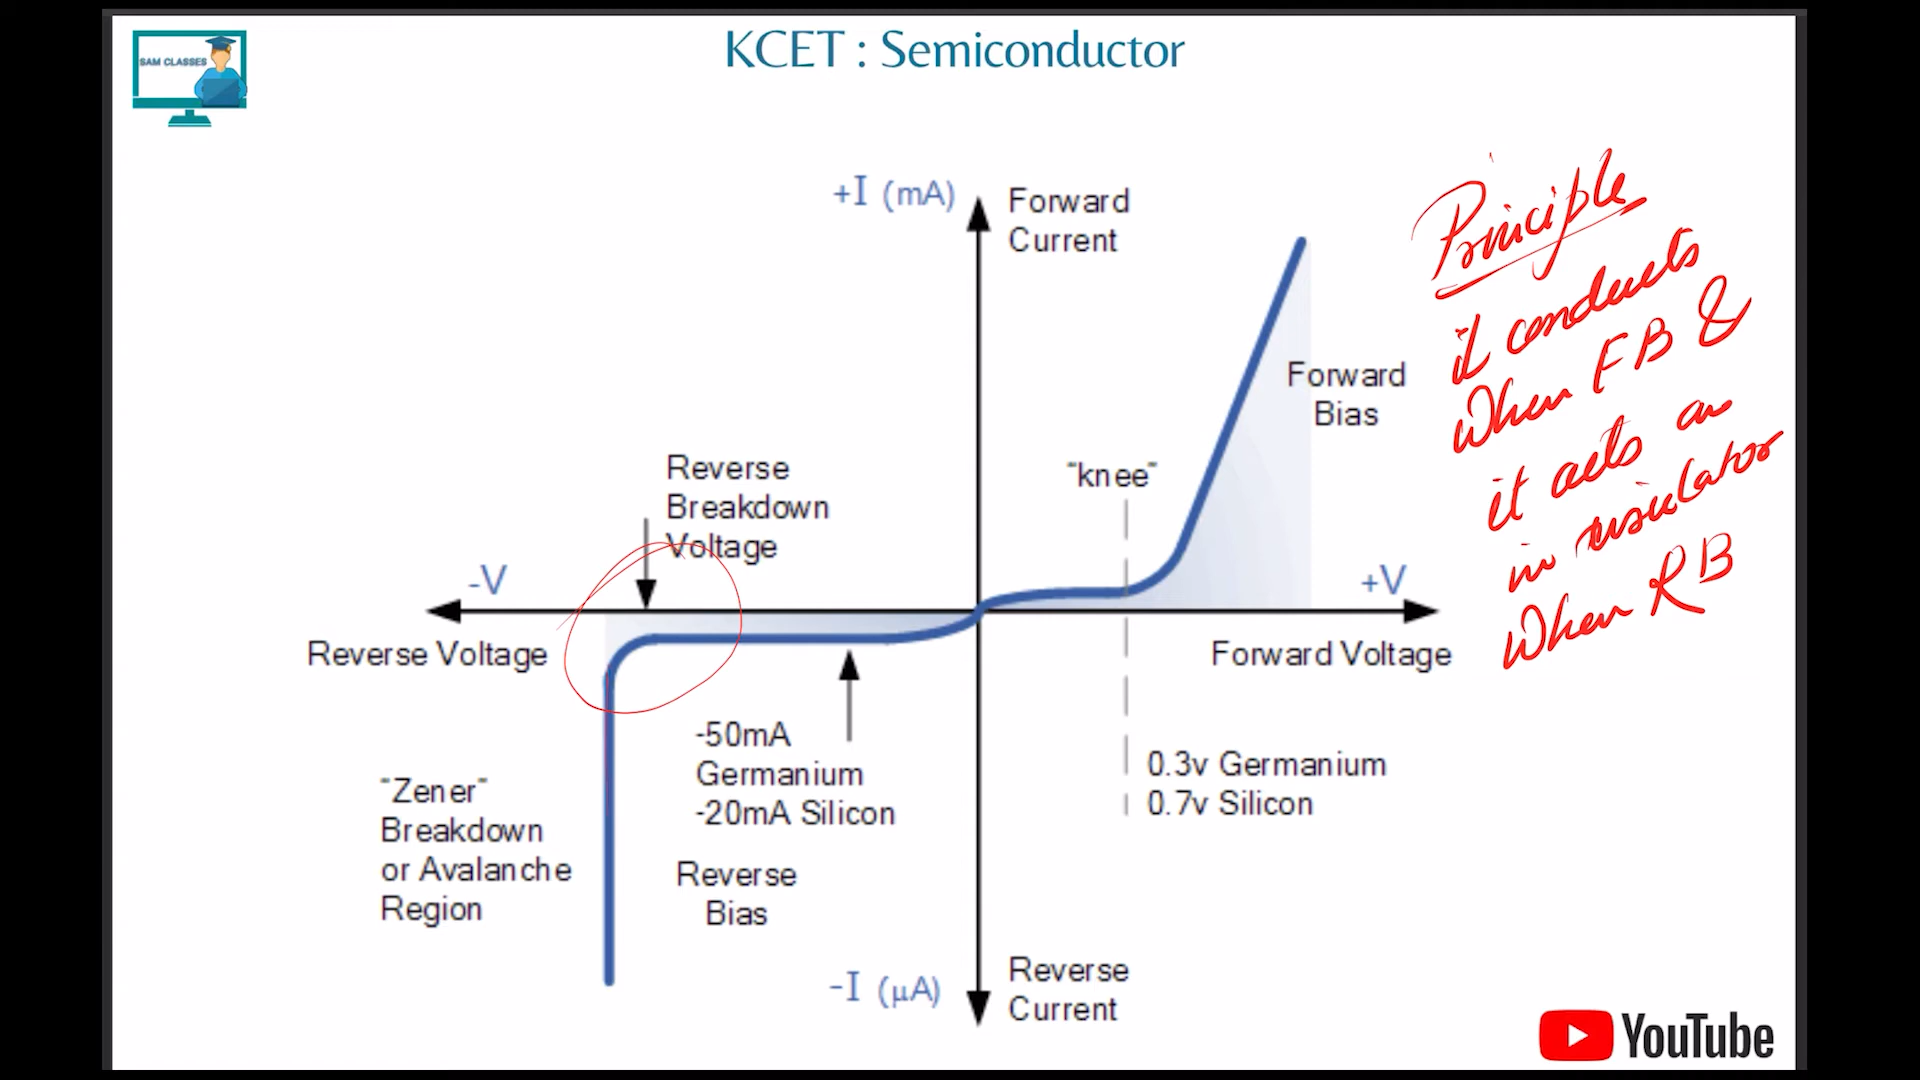 SAM CLASSES
KCET : Semiconductor
+I (mA)
Forward
Current
Forward
Bias
"knee"
Reverse
Breakdown
Voltage
-V
+V
Reverse Voltage
Forward Voltage
-50mA
Germanium
-20mA Silicon
0.3v Germanium
0.7v Silicon
"Zener"
Breakdown
or Avalanche
Region
Reverse
Bias
-I (µA)
Reverse
Current
Principle
it conducts
when FB &
it acts as
in insulator
when RB
YouTube